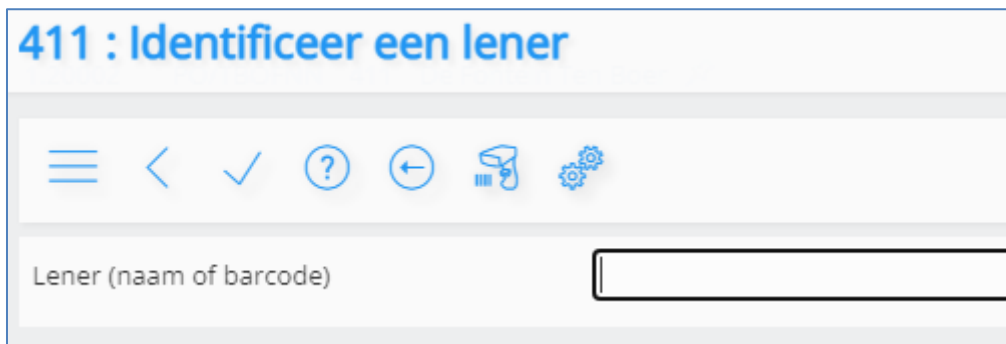 411 : Identificeer een lener
Lener (naam of barcode)